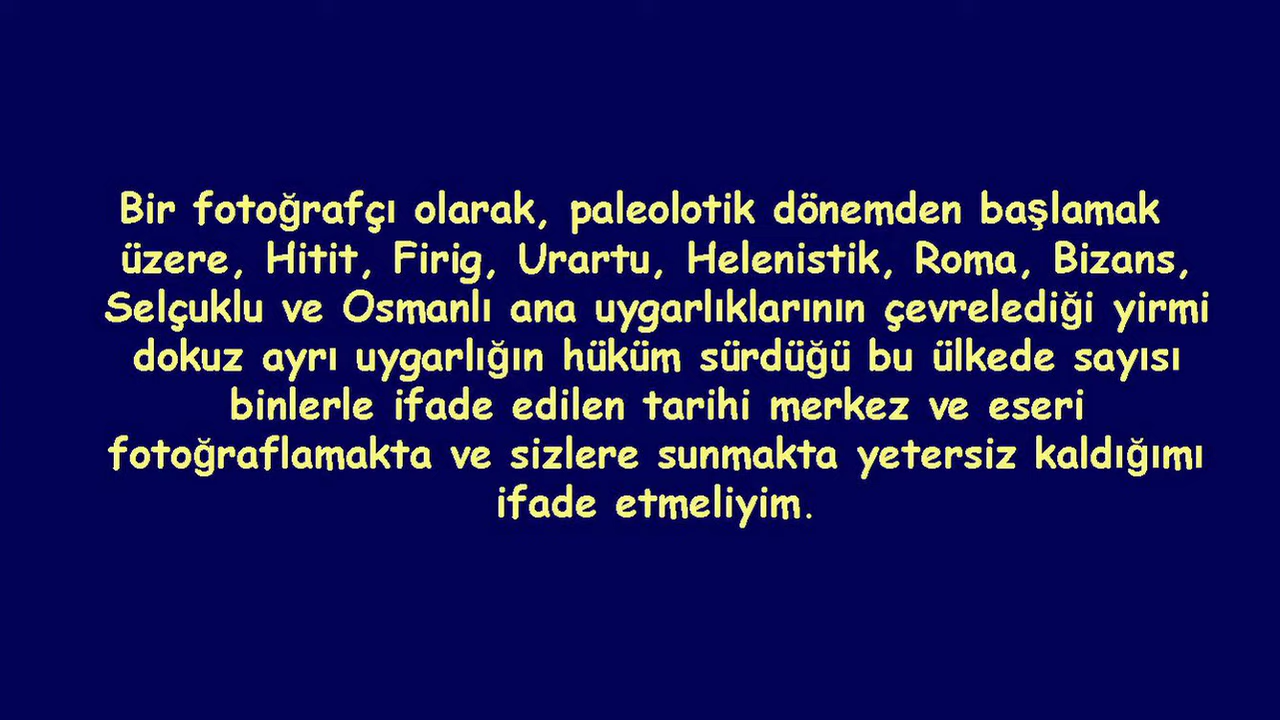 Bir fotoğrafçı olarak, paleolotik dönemden başlamak
üzere, Hitit, Firig, Urartu, Helenistik, Roma, Bizans,
Selçuklu ve Osmanlı ana uygarlıklarının çevrelediği yirmi
dokuz ayrı uygarlığın hüküm sürdüğü bu ülkede sayısı
binlerle ifade edilen tarihi merkez ve eseri
fotoğraflamakta ve sizlere sunmakta yetersiz kaldığımı
ifade etmeliyim.